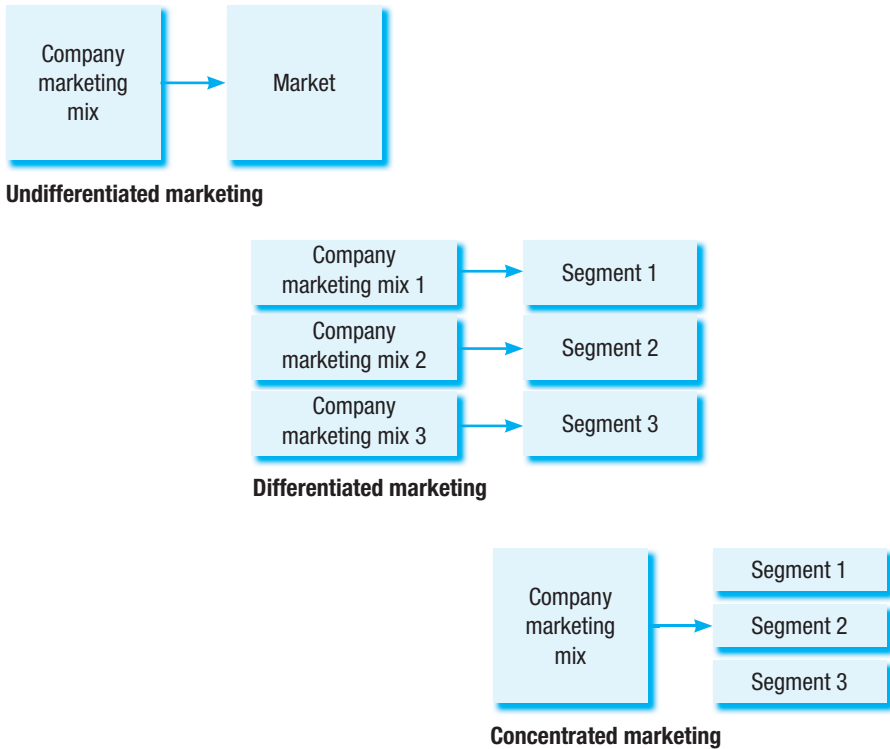 Company
marketing
mix
Market
Undifferentiated marketing
Company
marketing mix 1
Segment 1
Company
marketing mix 2
Segment 2
Company
marketing mix 3
Segment 3
Differentiated marketing
Company
marketing
mix
Segment 1
Segment 2
Segment 3
Concentrated marketing